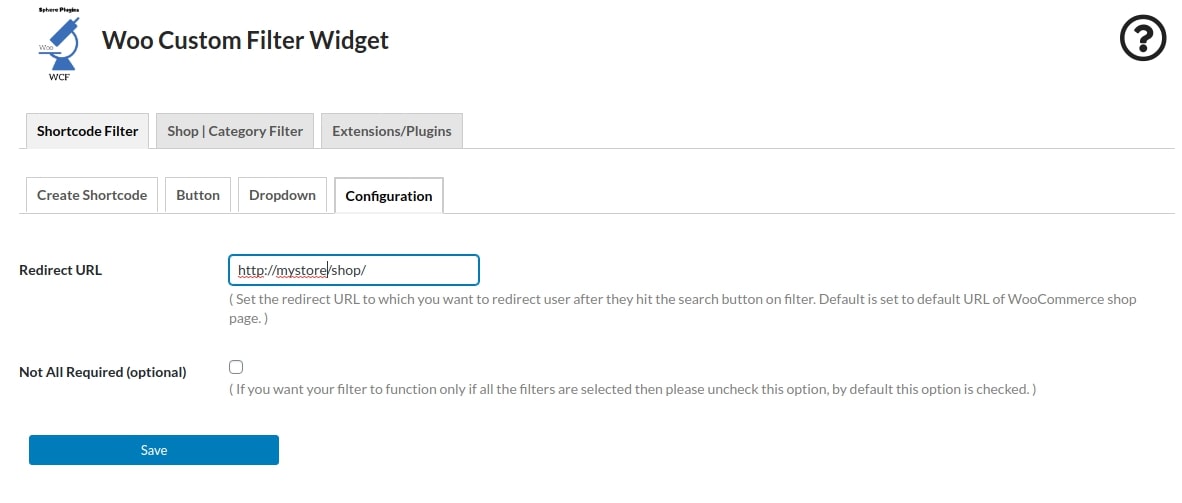 Sphere Plugins
Woo
WCF
Woo Custom Filter Widget
?
Shortcode Filter Shop | Category Filter Extensions/Plugins
Create Shortcode Button Dropdown Configuration
Redirect URL http://mystore/shop/
( Set the redirect URL to which you want to redirect user after they hit the search button on filter. Default is set to default URL of WooCommerce shop
page. )
Not All Required (optional)
( If you want your filter to function only if all the filters are selected then please uncheck this option, by default this option is checked. )
Save